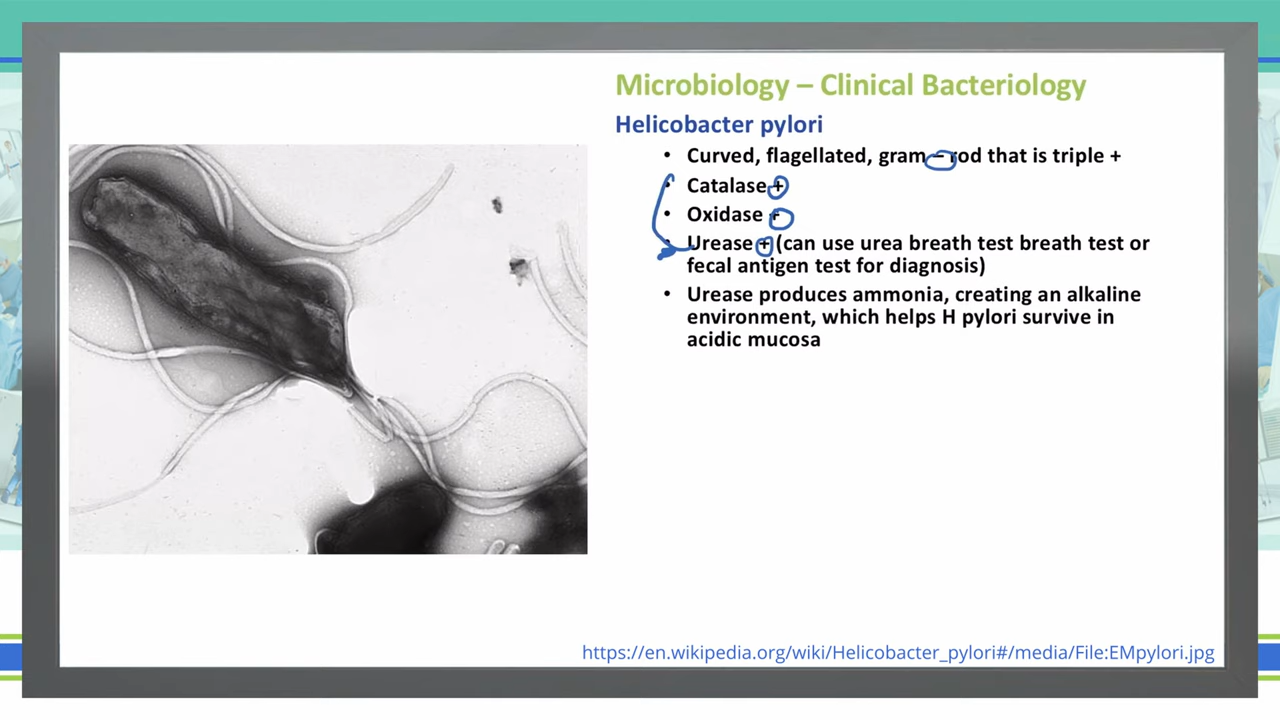 Microbiology – Clinical Bacteriology
Helicobacter pylori
• Curved, flagellated, gram – rod that is triple +
• Catalase +
• Oxidase +
• Urease + (can use urea breath test breath test or
fecal antigen test for diagnosis)
• Urease produces ammonia, creating an alkaline
environment, which helps H pylori survive in
acidic mucosa
https://en.wikipedia.org/wiki/Helicobacter_pylori#/media/File:EMpylori.jpg